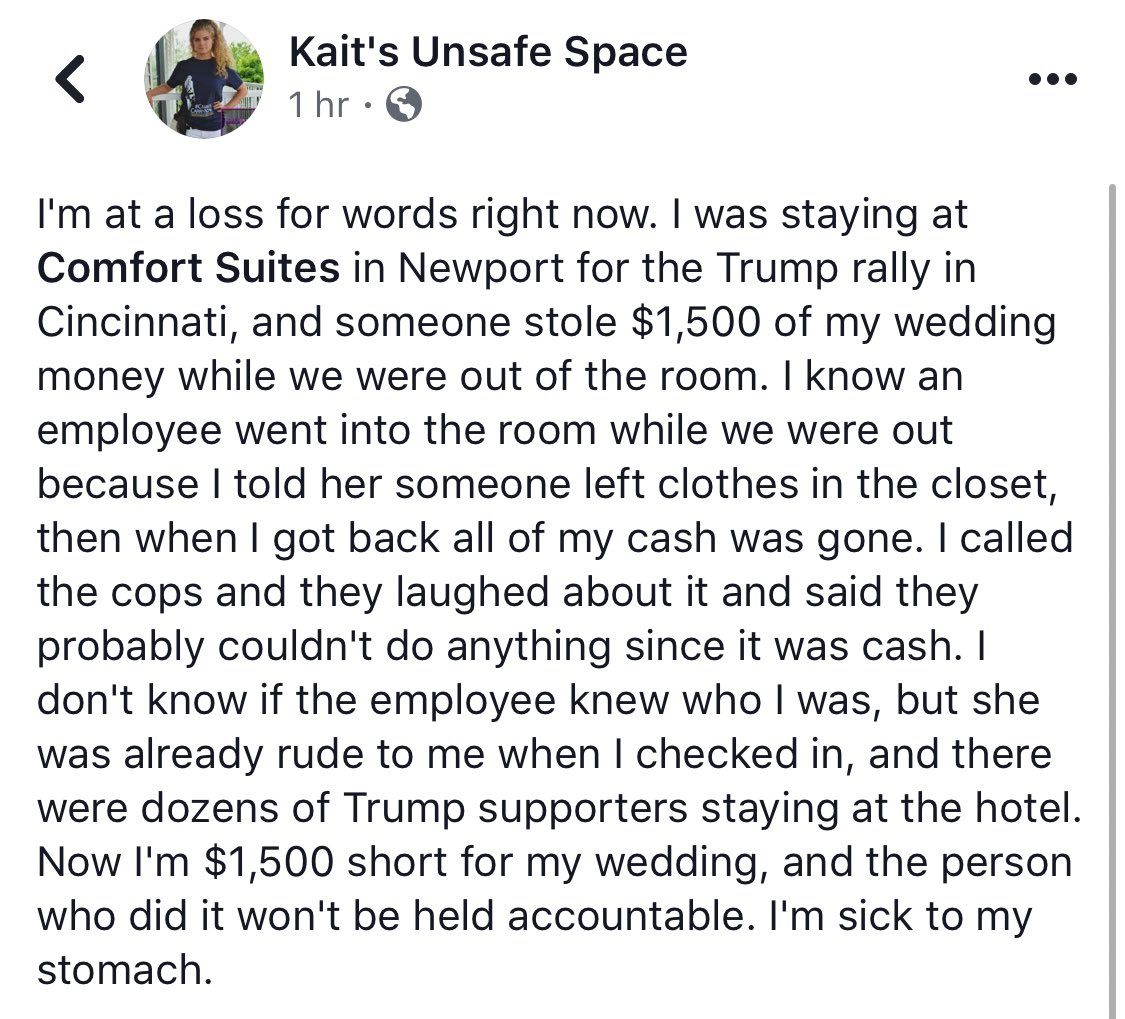 Kait's Unsafe Space
1 hr ·
I'm at a loss for words right now. I was staying at
Comfort Suites in Newport for the Trump rally in
Cincinnati, and someone stole $1,500 of my wedding
money while we were out of the room. I know an
employee went into the room while we were out
because I told her someone left clothes in the closet,
then when I got back all of my cash was gone. I called
the cops and they laughed about it and said they
probably couldn't do anything since it was cash. I
don't know if the employee knew who I was, but she
was already rude to me when I checked in, and there
were dozens of Trump supporters staying at the hotel.
Now I'm $1,500 short for my wedding, and the person
who did it won't be held accountable. I'm sick to my
stomach.